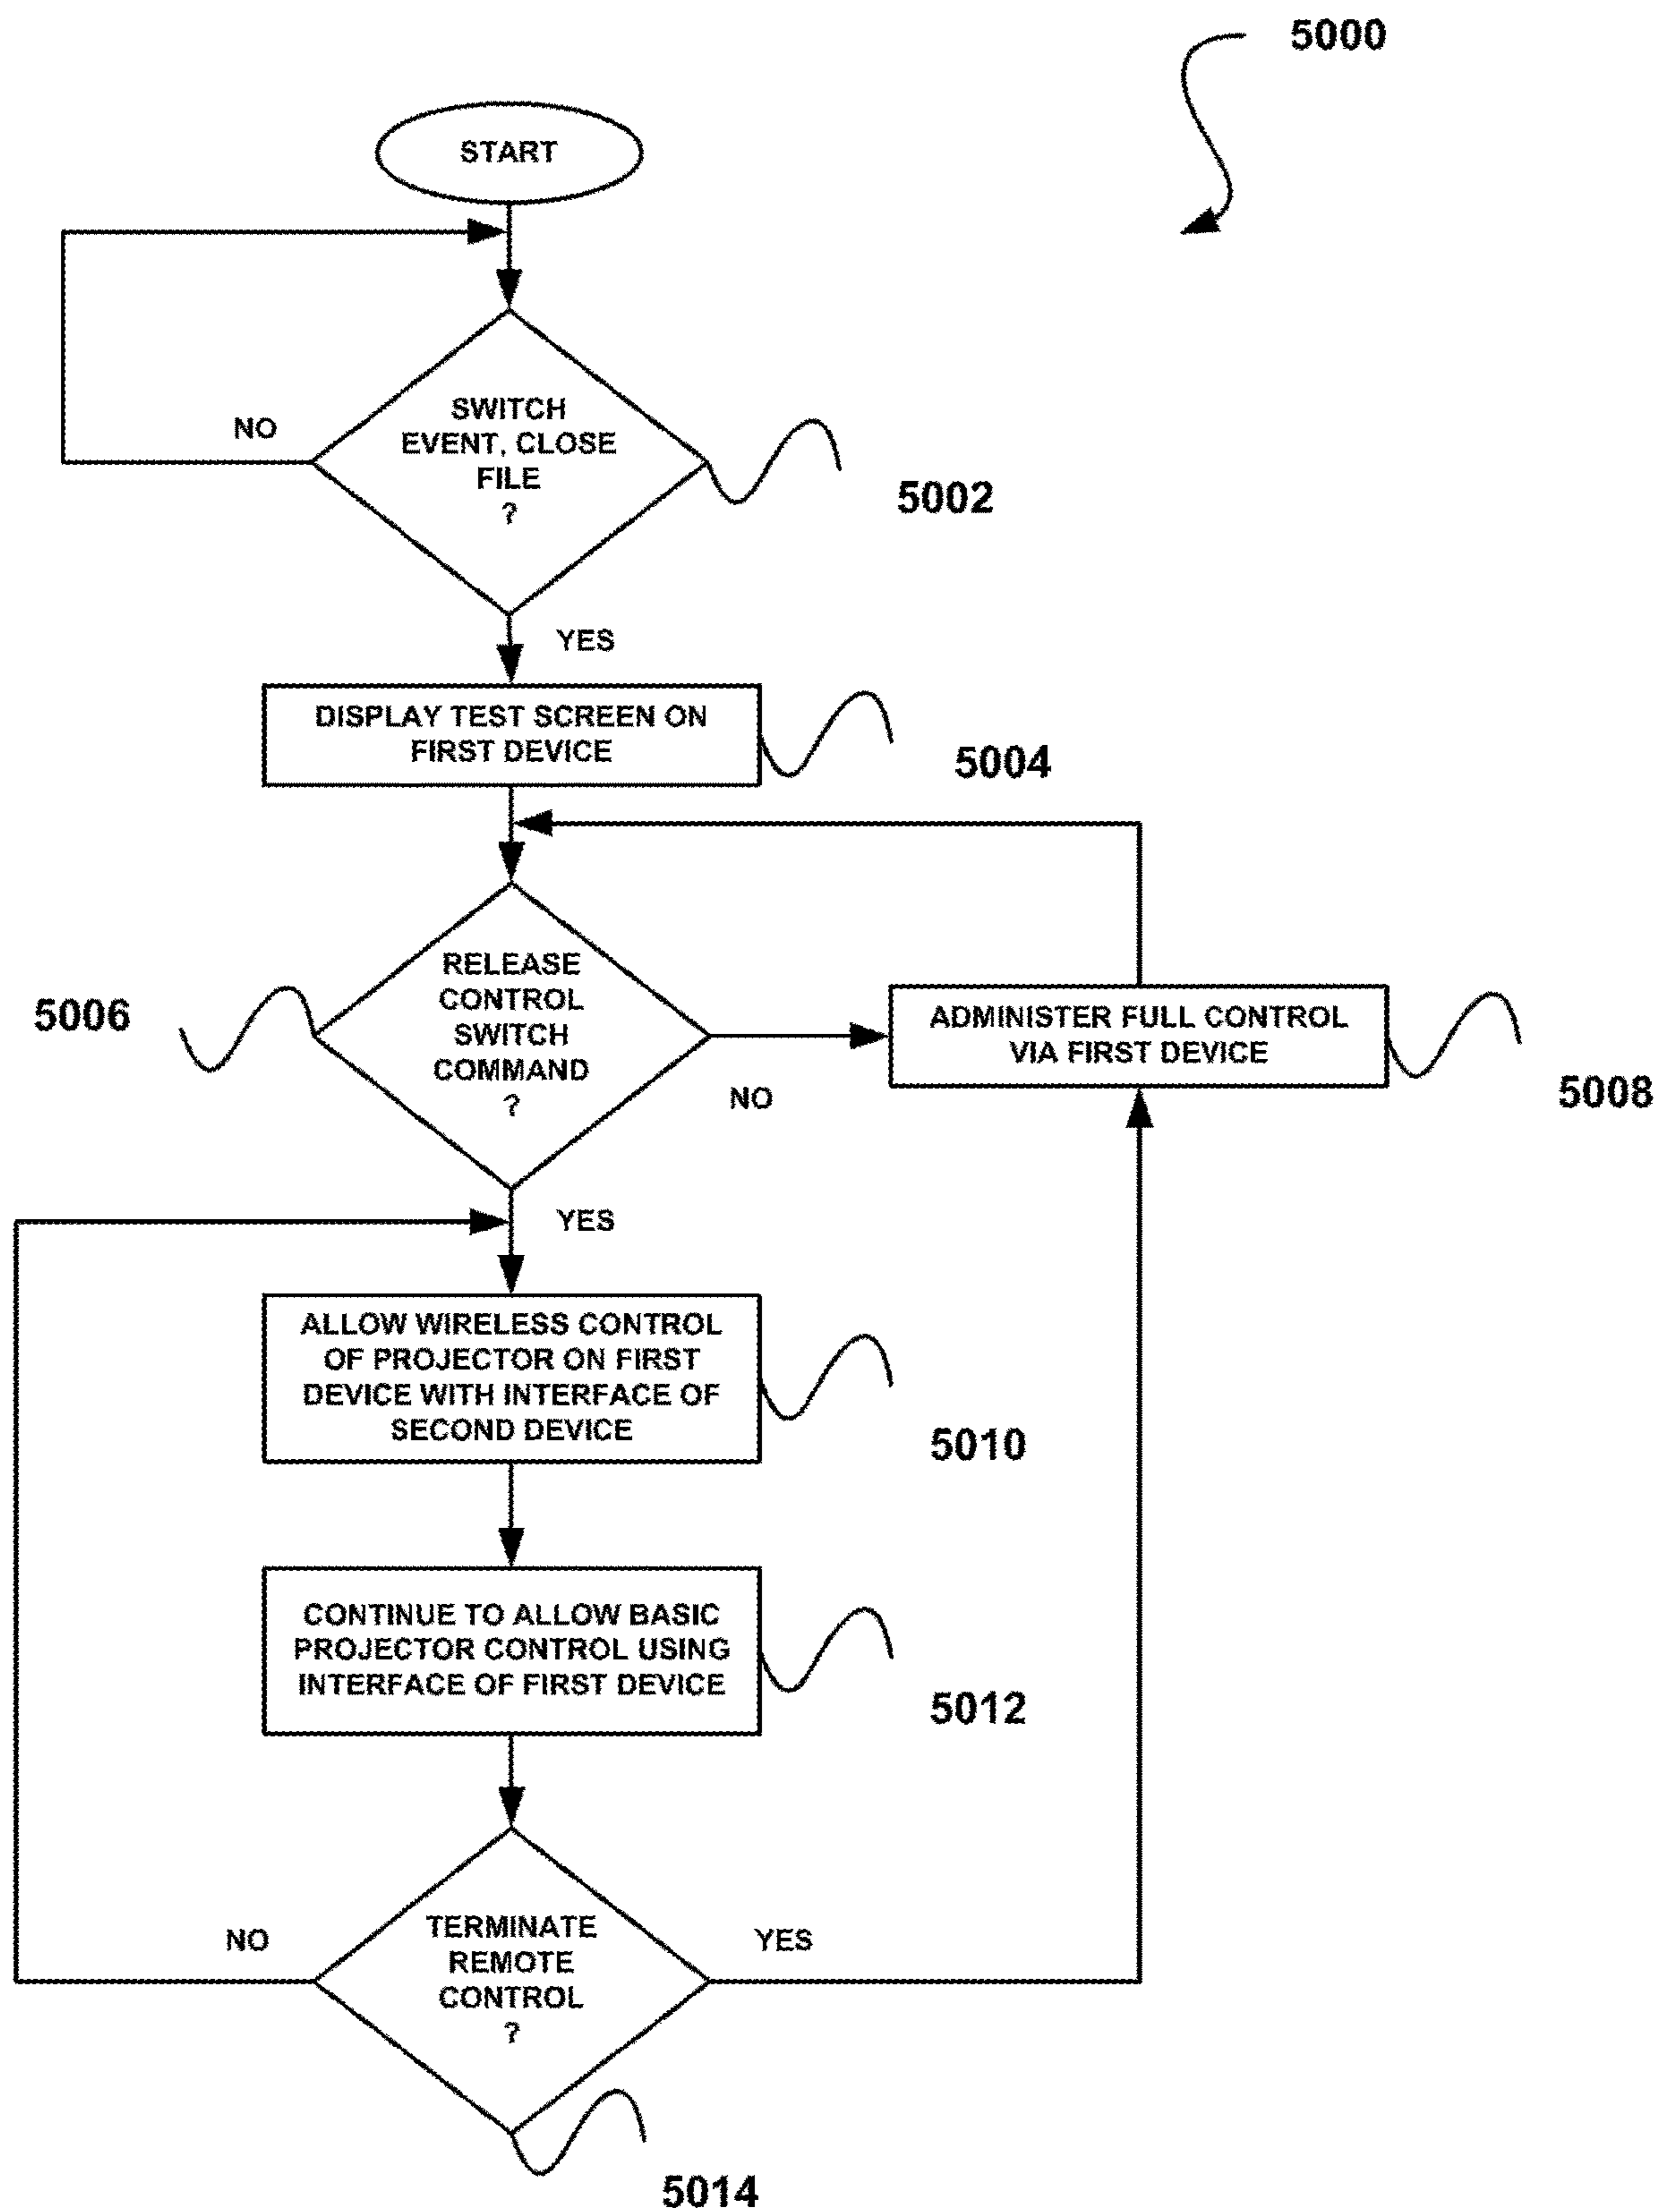 5000
START
SWITCH
EVENT, CLOSE
FILE
?
NO
5002
YES
DISPLAY TEST SCREEN ON
FIRST DEVICE
5004
RELEASE
CONTROL
SWITCH
COMMAND
?
5006
NO
ADMINISTER FULL CONTROL
VIA FIRST DEVICE
5008
YES
ALLOW WIRELESS CONTROL
OF PROJECTOR ON FIRST
DEVICE WITH INTERFACE OF
SECOND DEVICE
5010
CONTINUE TO ALLOW BASIC
PROJECTOR CONTROL USING
INTERFACE OF FIRST DEVICE
5012
NO
TERMINATE
REMOTE
CONTROL
?
YES
5014